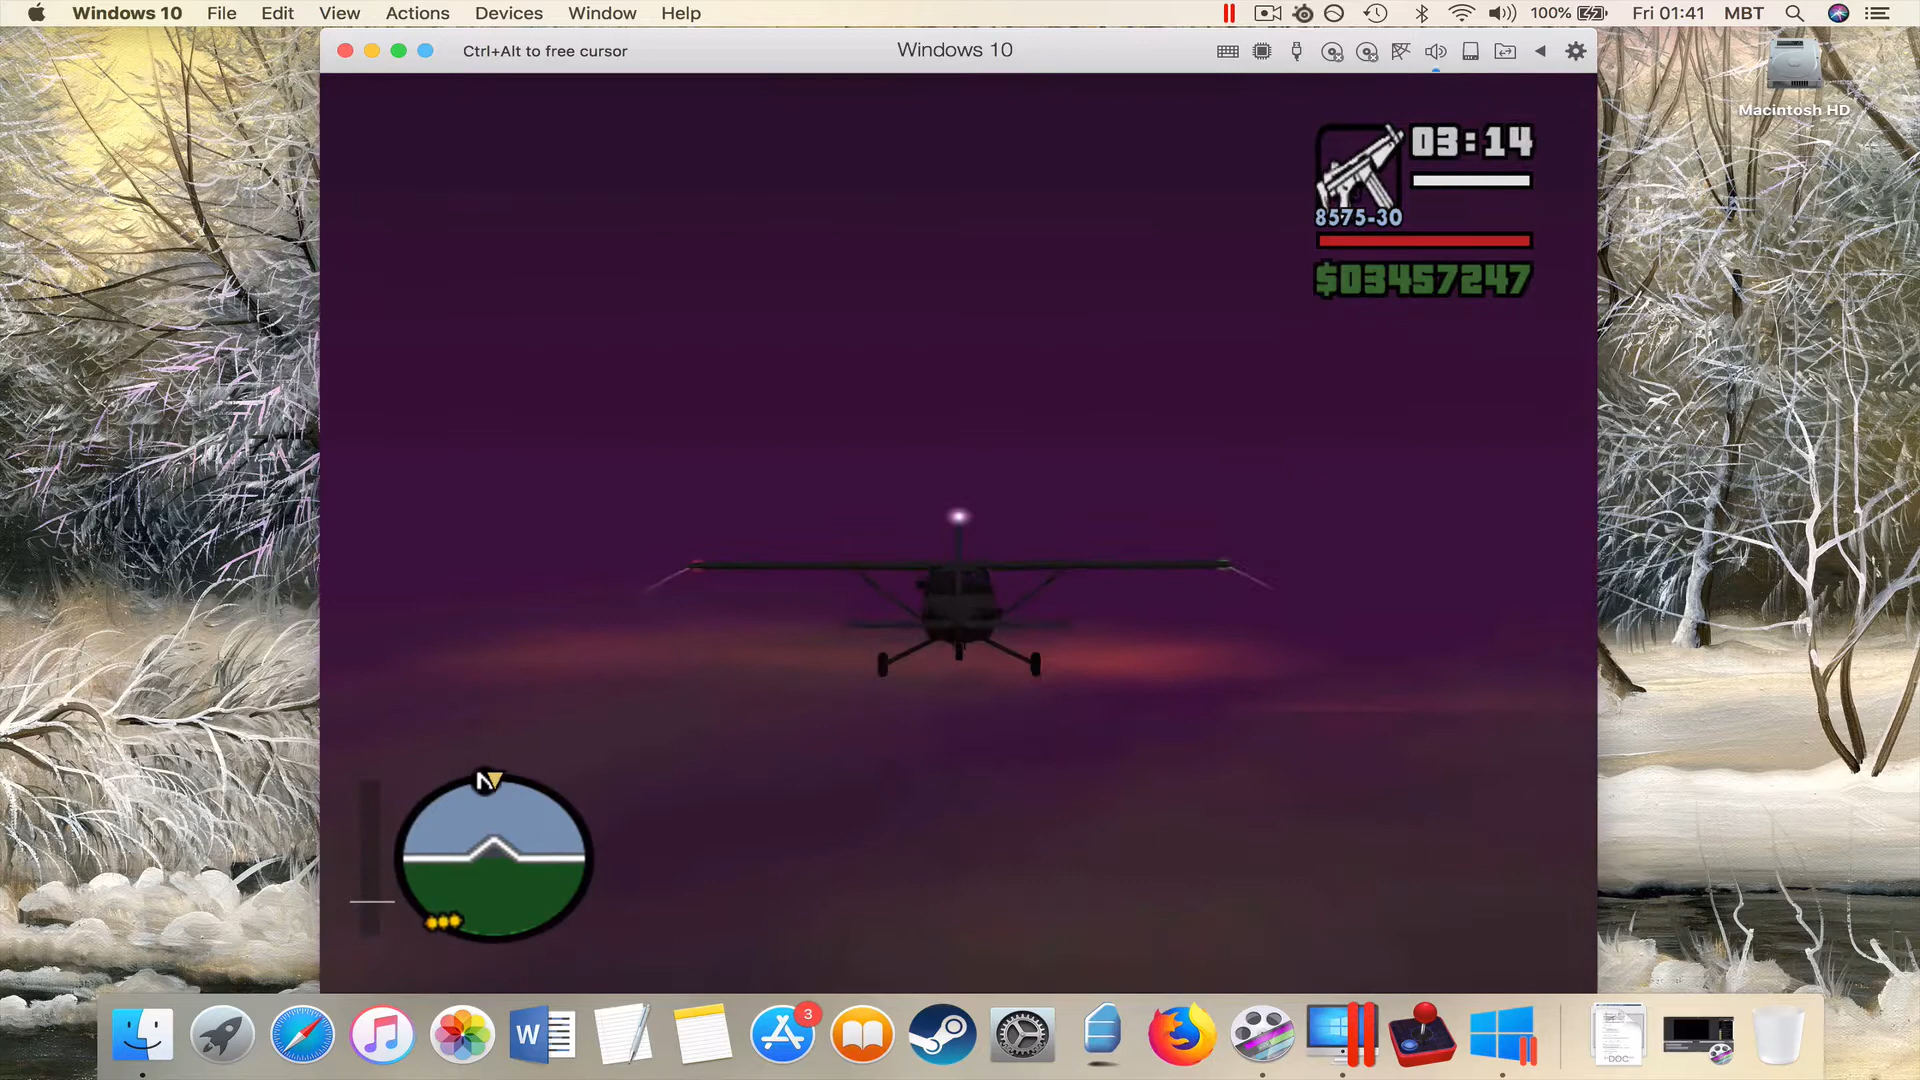 Windows 10 File Edit View Actions Devices Window Help 100% Fri 01:41 MBT
Ctrl+Alt to free cursor Windows 10
Macintosh HD
03:14
8575-30
$03457247
N
3
W
DOC